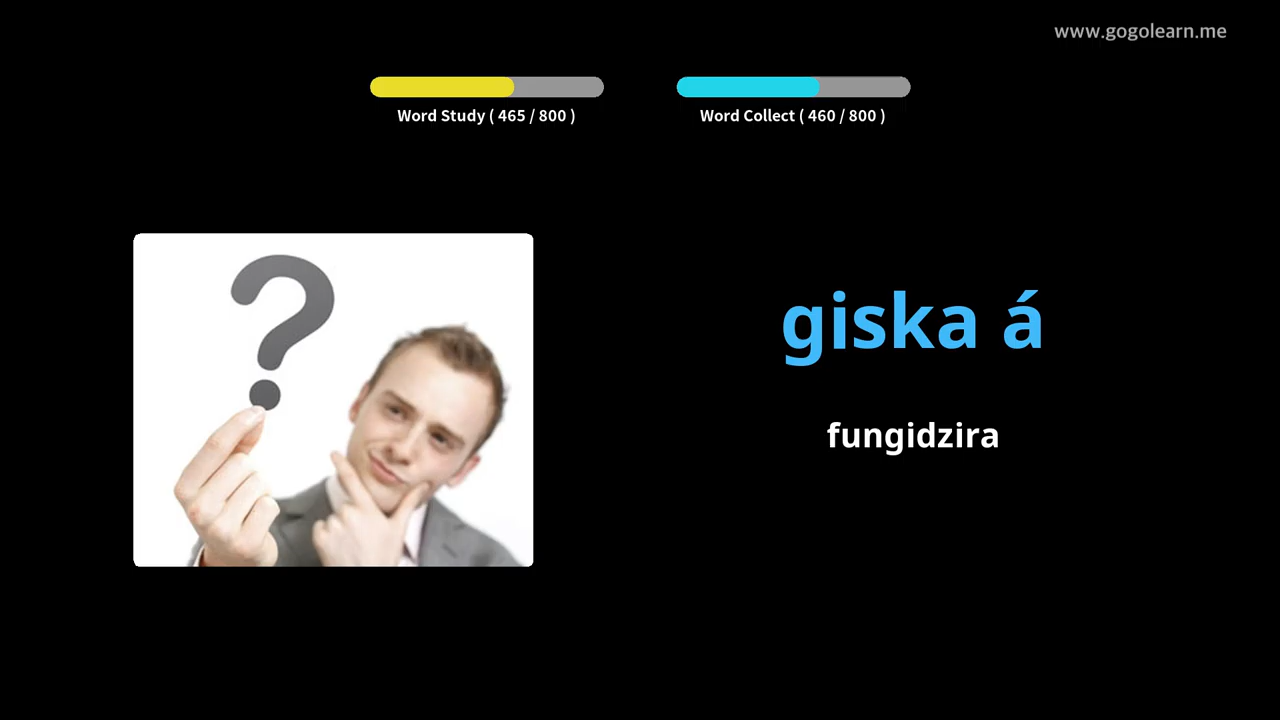 www.gogolearn.me
Word Study ( 465 / 800 )
Word Collect ( 460 / 800 )
?
giska á
fungidzira